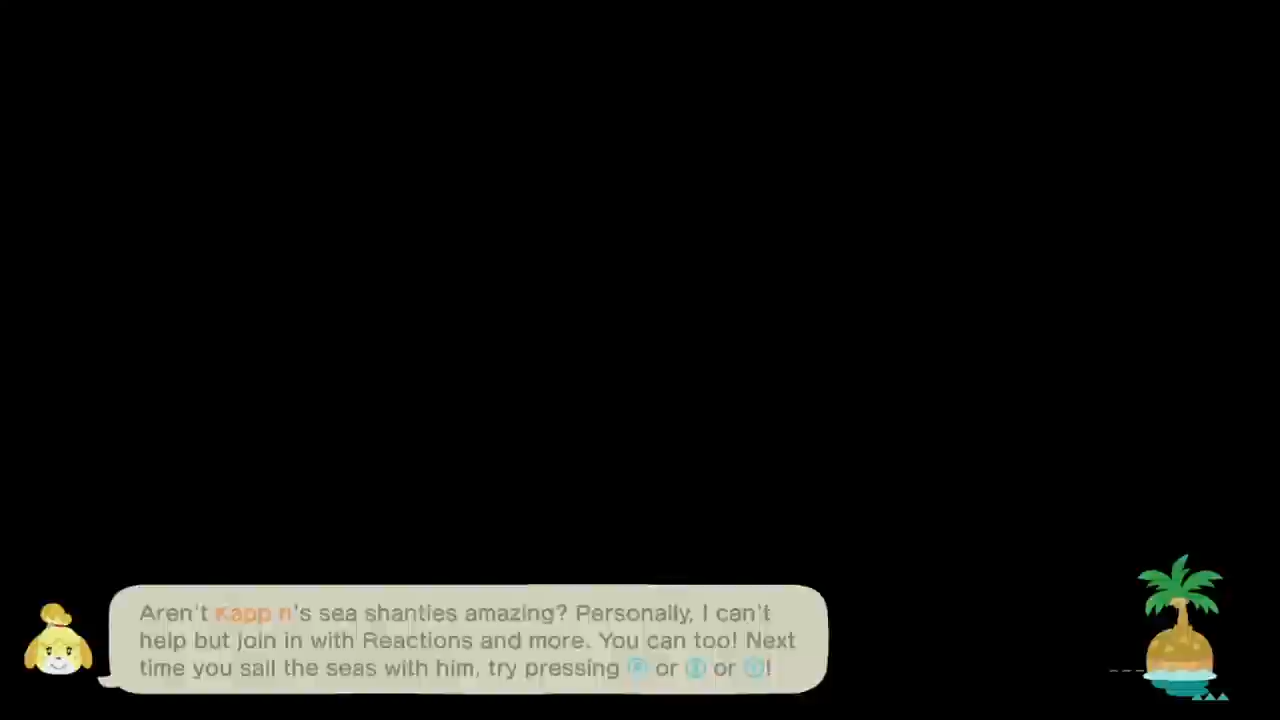 Aren't Kapp'n's sea shanties amazing? Personally, I can't
help but join in with Reactions and more. You can too! Next
time you sail the seas with him, try pressing or or !